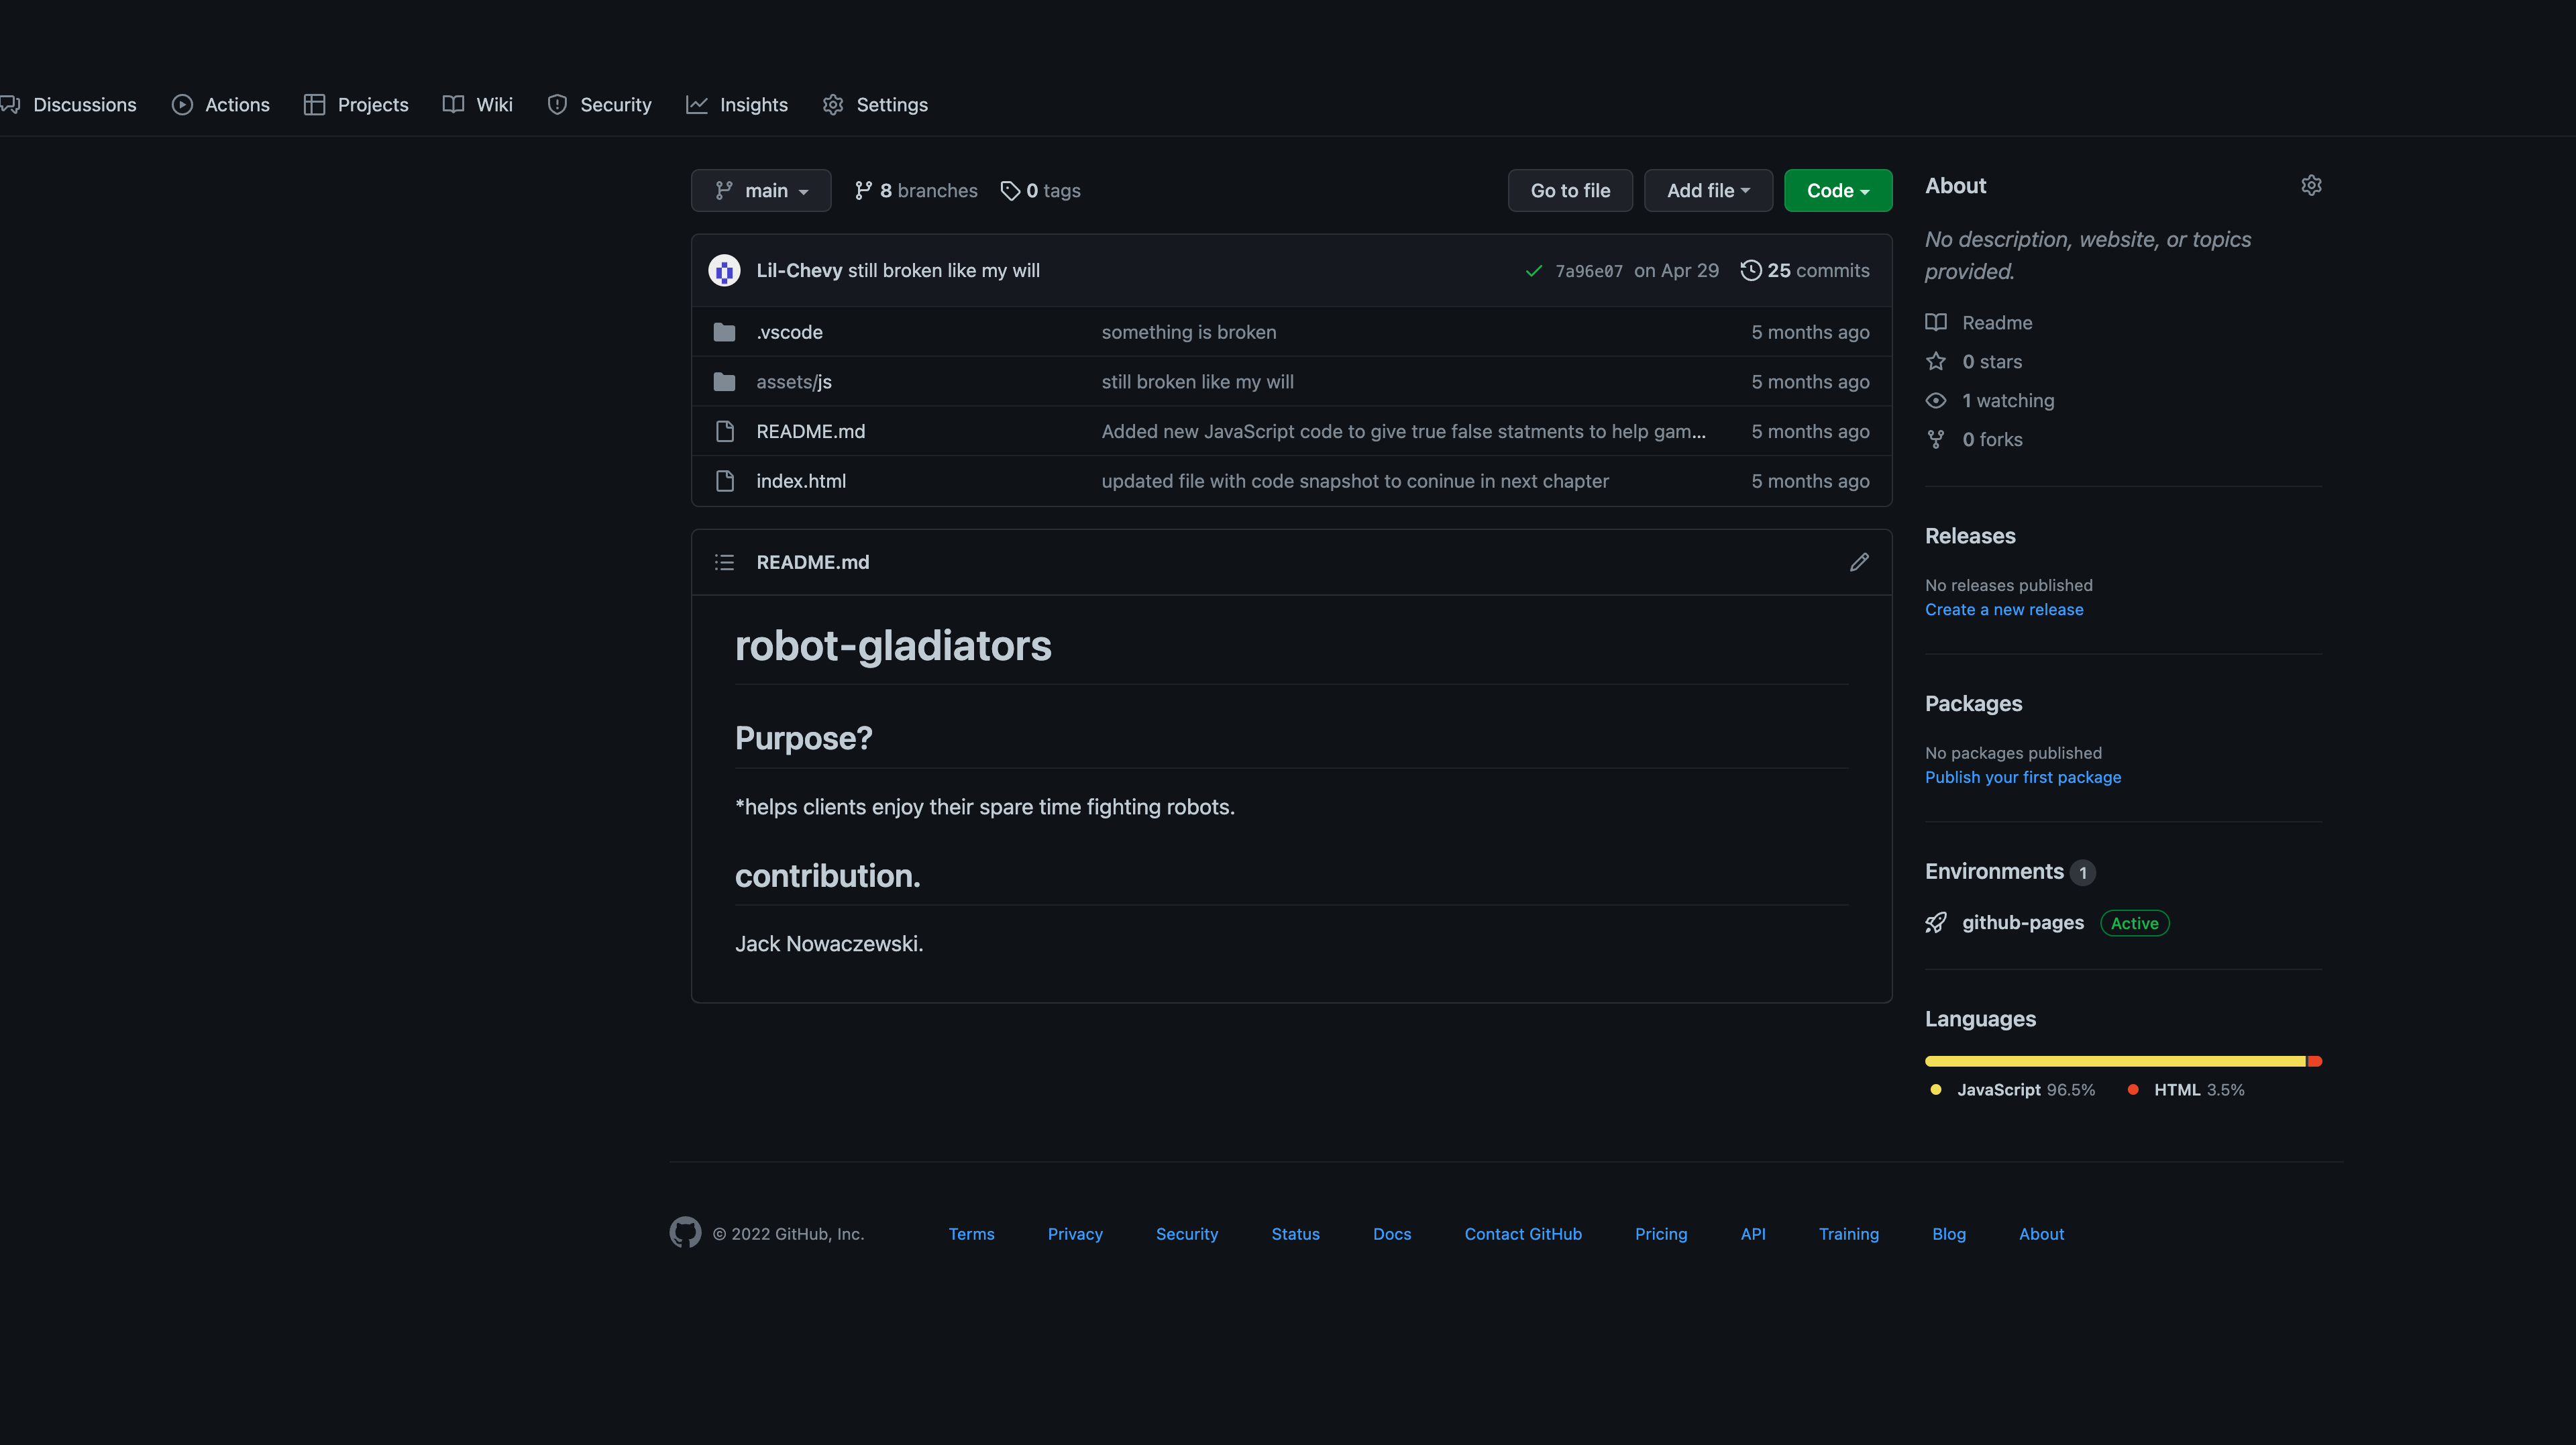 Discussions Actions Projects Wiki Security Insights Settings
main 8 branches 0 tags Go to file Add file Code
Lil-Chevy still broken like my will 7a96e07 on Apr 29 25 commits
.vscode something is broken 5 months ago
assets/js still broken like my will 5 months ago
README.md Added new JavaScript code to give true false statments to help gam... 5 months ago
index.html updated file with code snapshot to coninue in next chapter 5 months ago
README.md
robot-gladiators
Purpose?
*helps clients enjoy their spare time fighting robots.
contribution.
Jack Nowaczewski.
About
No description, website, or topics
provided.
Readme
0 stars
1 watching
0 forks
Releases
No releases published
Create a new release
Packages
No packages published
Publish your first package
Environments 1
github-pages Active
Languages
JavaScript 96.5% HTML 3.5%
© 2022 GitHub, Inc. Terms Privacy Security Status Docs Contact GitHub Pricing API Training Blog About